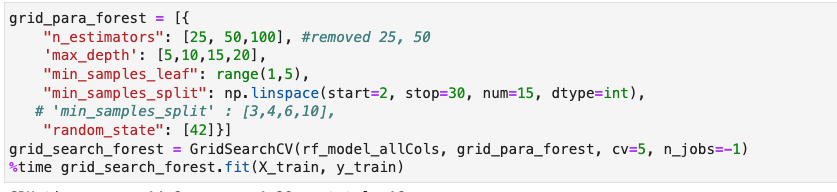 grid_para_forest = [{
    "n_estimators": [25, 50,100], #removed 25, 50
    'max_depth': [5,10,15,20],
    "min_samples_leaf": range(1,5),
    "min_samples_split": np.linspace(start=2, stop=30, num=15, dtype=int),
   # 'min_samples_split' : [3,4,6,10],
    "random_state": [42]}]
grid_search_forest = GridSearchCV(rf_model_allCols, grid_para_forest, cv=5, n_jobs=-1)
%time grid_search_forest.fit(X_train, y_train)